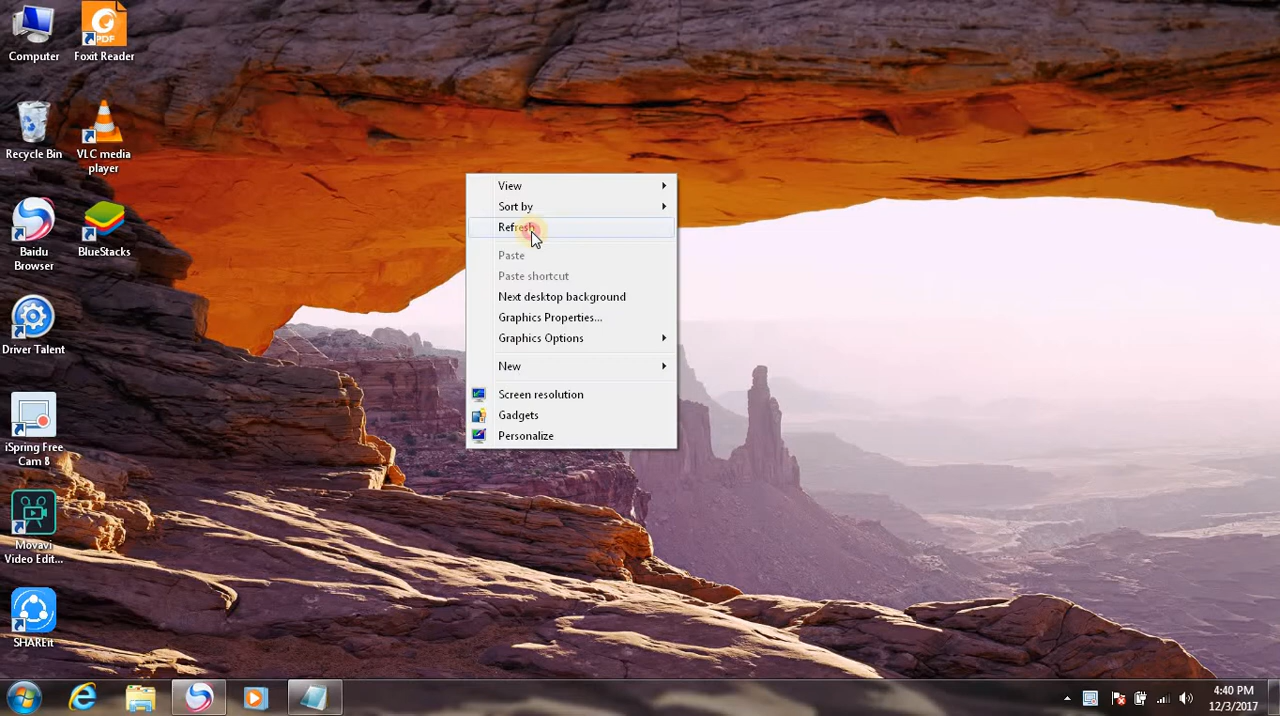 Computer
Foxit Reader
PDF
Recycle Bin
VLC media
player
Baidu
Browser
BlueStacks
Driver Talent
iSpring Free
Cam 8
Movavi
Video Edit...
SHAREit
View
Sort by
Refresh
Paste
Paste shortcut
Next desktop background
Graphics Properties...
Graphics Options
New
Screen resolution
Gadgets
Personalize
4:40 PM
12/3/2017